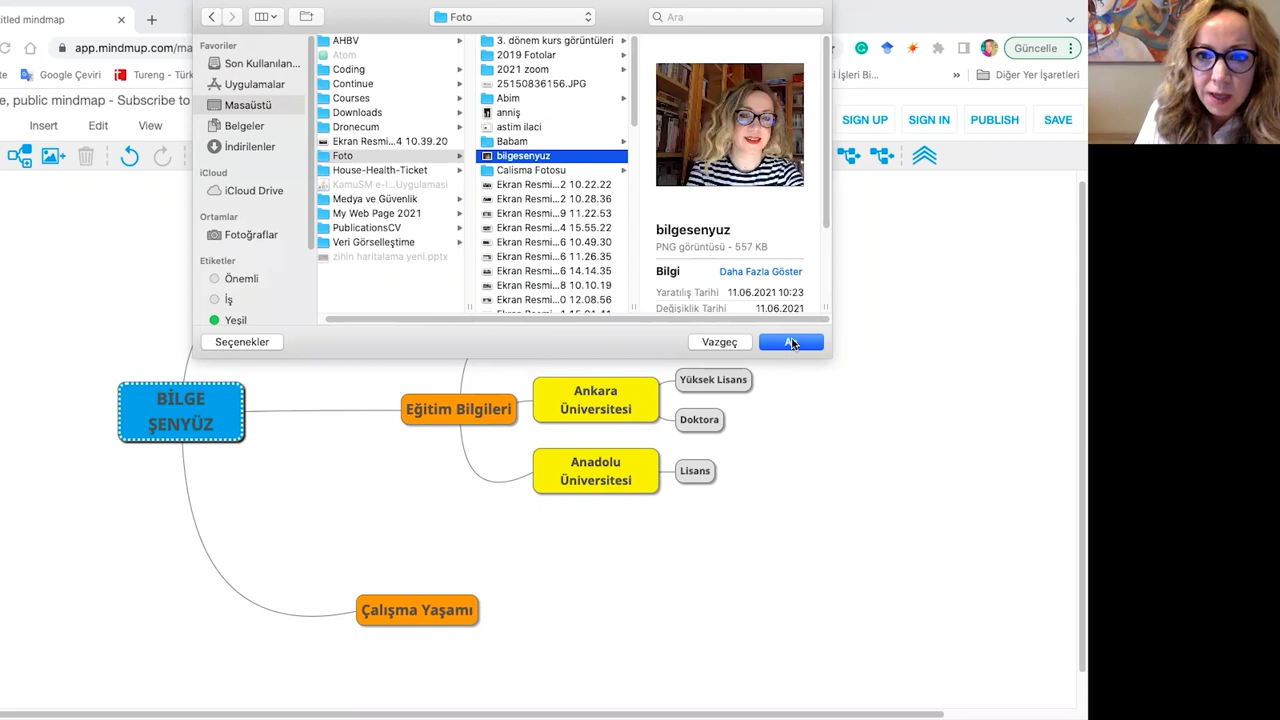 titled mindmap
Foto
Ara
app.mindmup.com/ma
Güncelle
te
Google Çeviri
Tureng - Türk
i İşleri Bi...
Diğer Yer İşaretleri
e, public mindmap - Subscribe to
Insert
Edit
View
SIGN UP
SIGN IN
PUBLISH
SAVE
Favoriler
Son Kullanılan...
Uygulamalar
Masaüstü
Belgeler
İndirilenler
iCloud
iCloud Drive
Ortamlar
Fotoğraflar
Etiketler
Önemli
İş
Yeşil
AHBV
Atom
Coding
Continue
Courses
Downloads
Dronecum
Ekran Resmi...4 10.39.20
Foto
House-Health-Ticket
KamuSM e-I...Uygulamasi
Medya ve Güvenlik
My Web Page 2021
PublicationsCV
Veri Görselleştime
zihin haritalama yeni.pptx
3. dönem kurs görüntüleri
2019 Fotolar
2021 zoom
25150836156.JPG
Abim
anniş
astim ilaci
Babam
bilgesenyuz
Calisma Fotosu
Ekran Resmi...2 10.22.22
Ekran Resmi...2 10.28.36
Ekran Resmi...9 11.22.53
Ekran Resmi...4 15.55.22
Ekran Resmi...6 10.49.30
Ekran Resmi...6 11.26.35
Ekran Resmi...4 14.14.35
Ekran Resmi...8 10.10.19
Ekran Resmi...0 12.08.56
bilgesenyuz
PNG görüntüsü - 557 KB
Bilgi
Daha Fazla Göster
Yaratılış Tarihi 11.06.2021 10:23
Değişiklik Tarihi 11.06.2021
Seçenekler
Vazgeç
BİLGE
ŞENYÜZ
Eğitim Bilgileri
Ankara
Üniversitesi
Yüksek Lisans
Doktora
Anadolu
Üniversitesi
Lisans
Çalışma Yaşamı